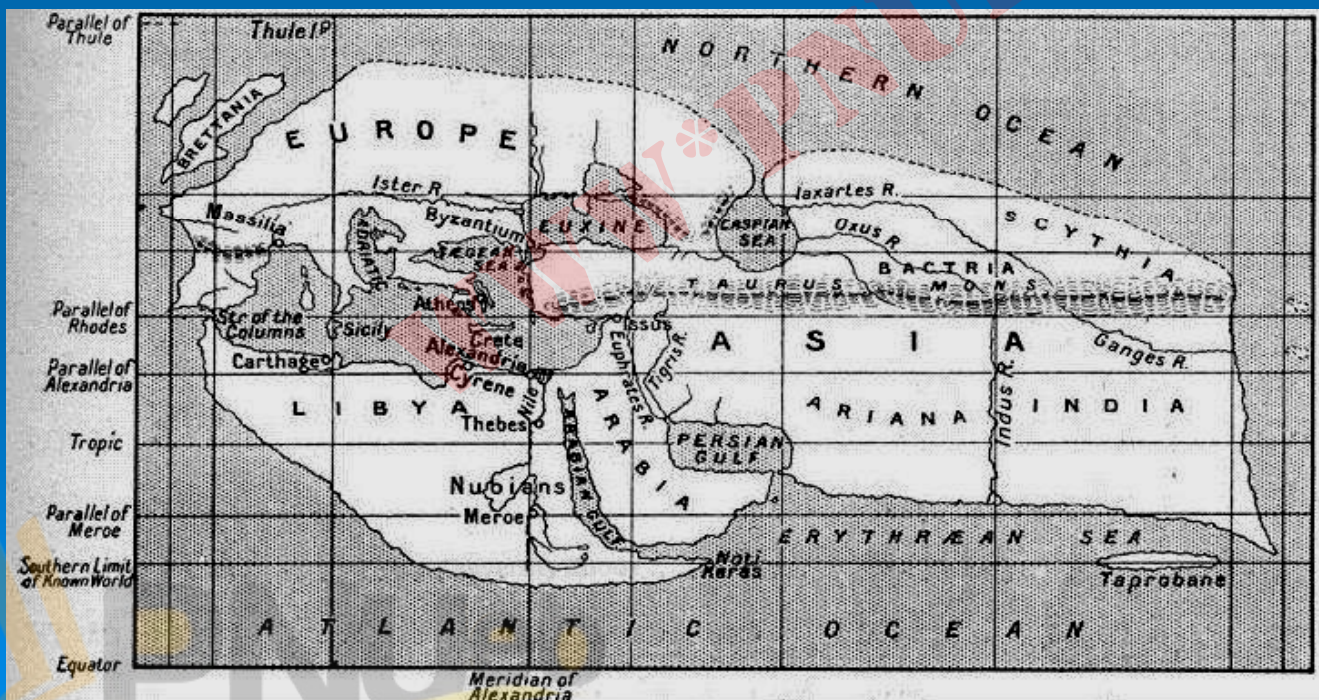 Parallel of
Thule
Thule I.
NORTHERN OCEAN
BRETTANIA
EUROPE
Ister R.
Iaxartes R.
SCYTHIA
Massilia
Byzantium
EUXINE
CASPIAN
SEA
Oxus R.
ADRIATIC
ÆGEAN
SEA
BACTRIA
TAURUS MONS
Parallel of
Rhodes
Str of the
Columns
Sicily
Athens
Crete
Issus
ASIA
Ganges R.
Carthage
Alexandria
Parallel of
Alexandria
Cyrene
Euphrates R.
Tigris R.
LIBYA
Nile
ARABIA
ARIANA
Indus R.
INDIA
Thebes
Tropic
ARABIAN GULF
PERSIAN
GULF
Nubians
Parallel of
Meroe
Meroe
ERYTHRÆAN SEA
Southern Limit
of Known World
Noti
Keras
Taprobane
ATLANTIC OCEAN
Equator
Meridian of
Alexandria
WWW*PNU
PNU